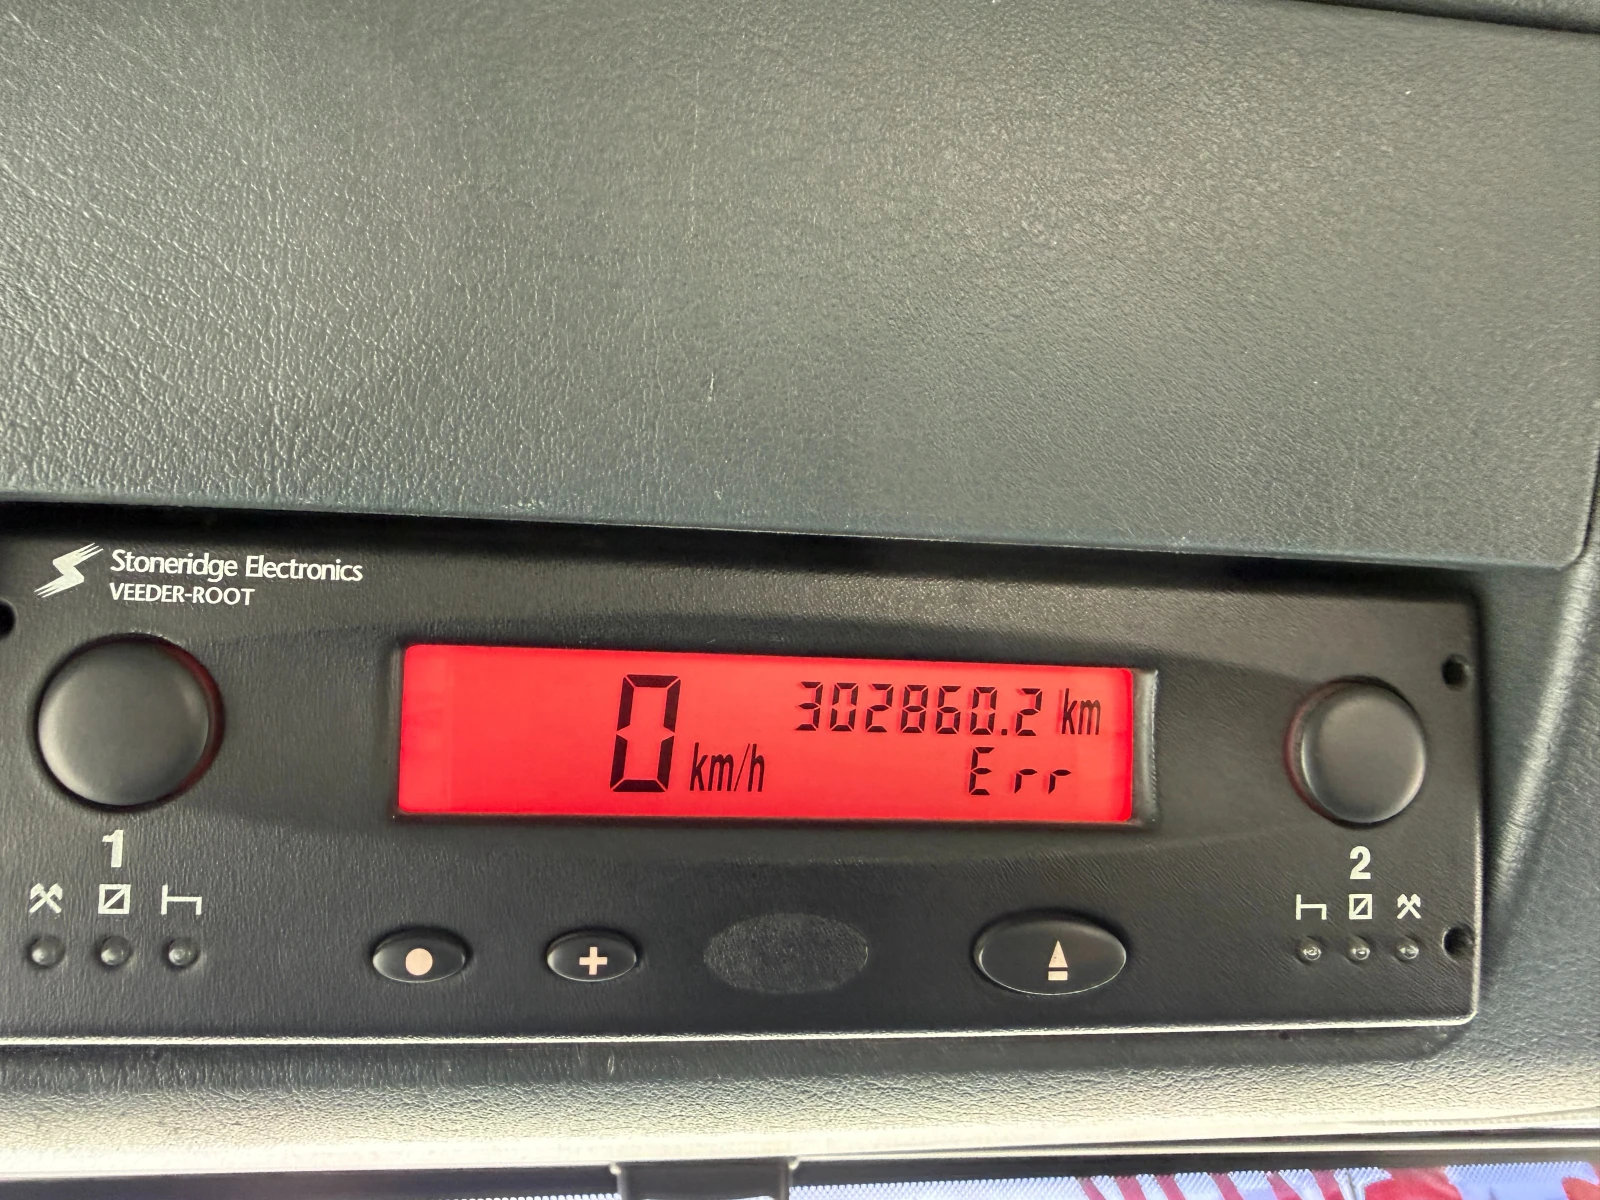 Stoneridge Electronics
VEEDER-ROOT
0 km/h
302860.2 km
Err
1
2